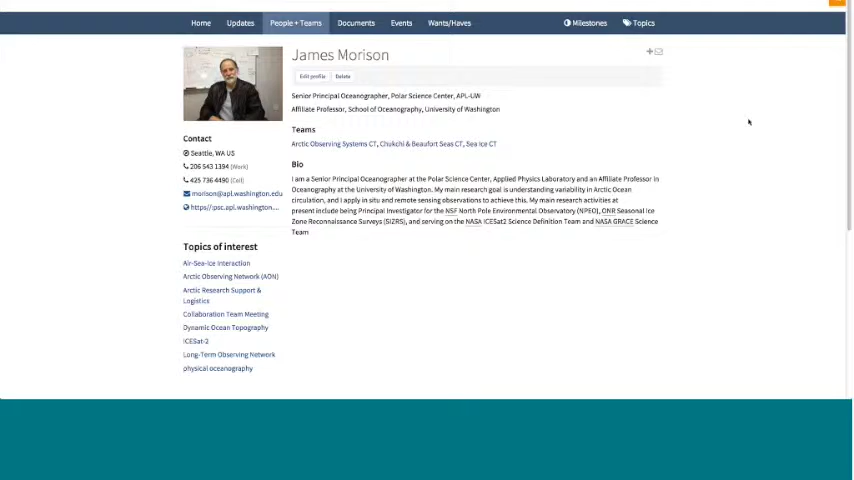 Home Updates People + Teams Documents Events Wants/Haves Milestones Topics
James Morison
Edit profile Delete
Senior Principal Oceanographer, Polar Science Center, APL-UW
Affiliate Professor, School of Oceanography, University of Washington
Teams
Arctic Observing Systems CT, Chukchi & Beaufort Seas CT, Sea Ice CT
Bio
I am a Senior Principal Oceanographer at the Polar Science Center, Applied Physics Laboratory and an Affiliate Professor in
Oceanography at the University of Washington. My main research goal is understanding variability in Arctic Ocean
circulation, and I apply in situ and remote sensing observations to achieve this. My main research activities at
present include being Principal Investigator for the NSF North Pole Environmental Observatory (NPEO), ONR Seasonal Ice
Zone Reconnaissance Surveys (SIZRS), and serving on the NASA ICESat2 Science Definition Team and NASA GRACE Science
Team
Contact
Seattle, WA US
206 543 1394 (Work)
425 736 4490 (Cell)
morison@apl.washington.edu
https://psc.apl.washington....
Topics of interest
Air-Sea-Ice Interaction
Arctic Observing Network (AON)
Arctic Research Support &
Logistics
Collaboration Team Meeting
Dynamic Ocean Topography
ICESat-2
Long-Term Observing Network
physical oceanography